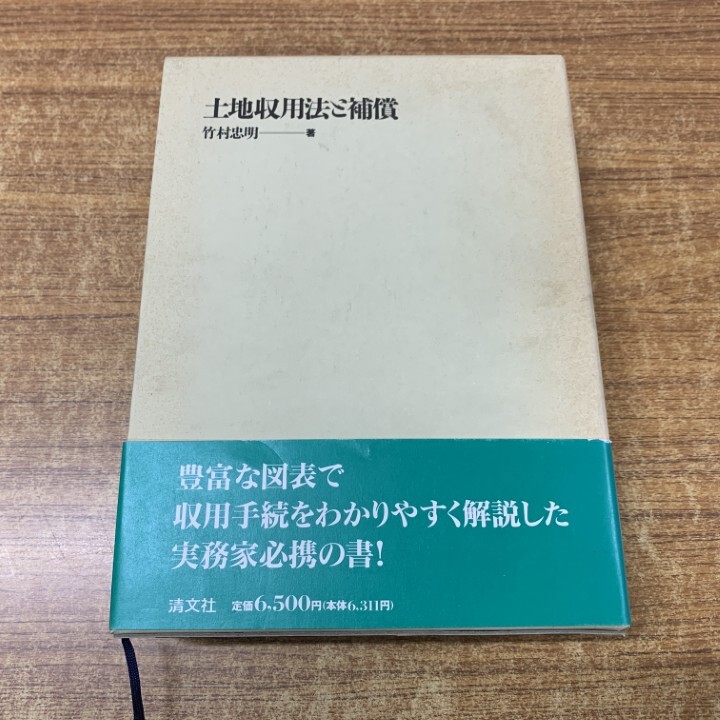 土地収用法と補償
竹村忠明――著
豊富な図表で
収用手続をわかりやすく解説した
実務家必携の書!
清文社 定価6,500円(本体6,311円)